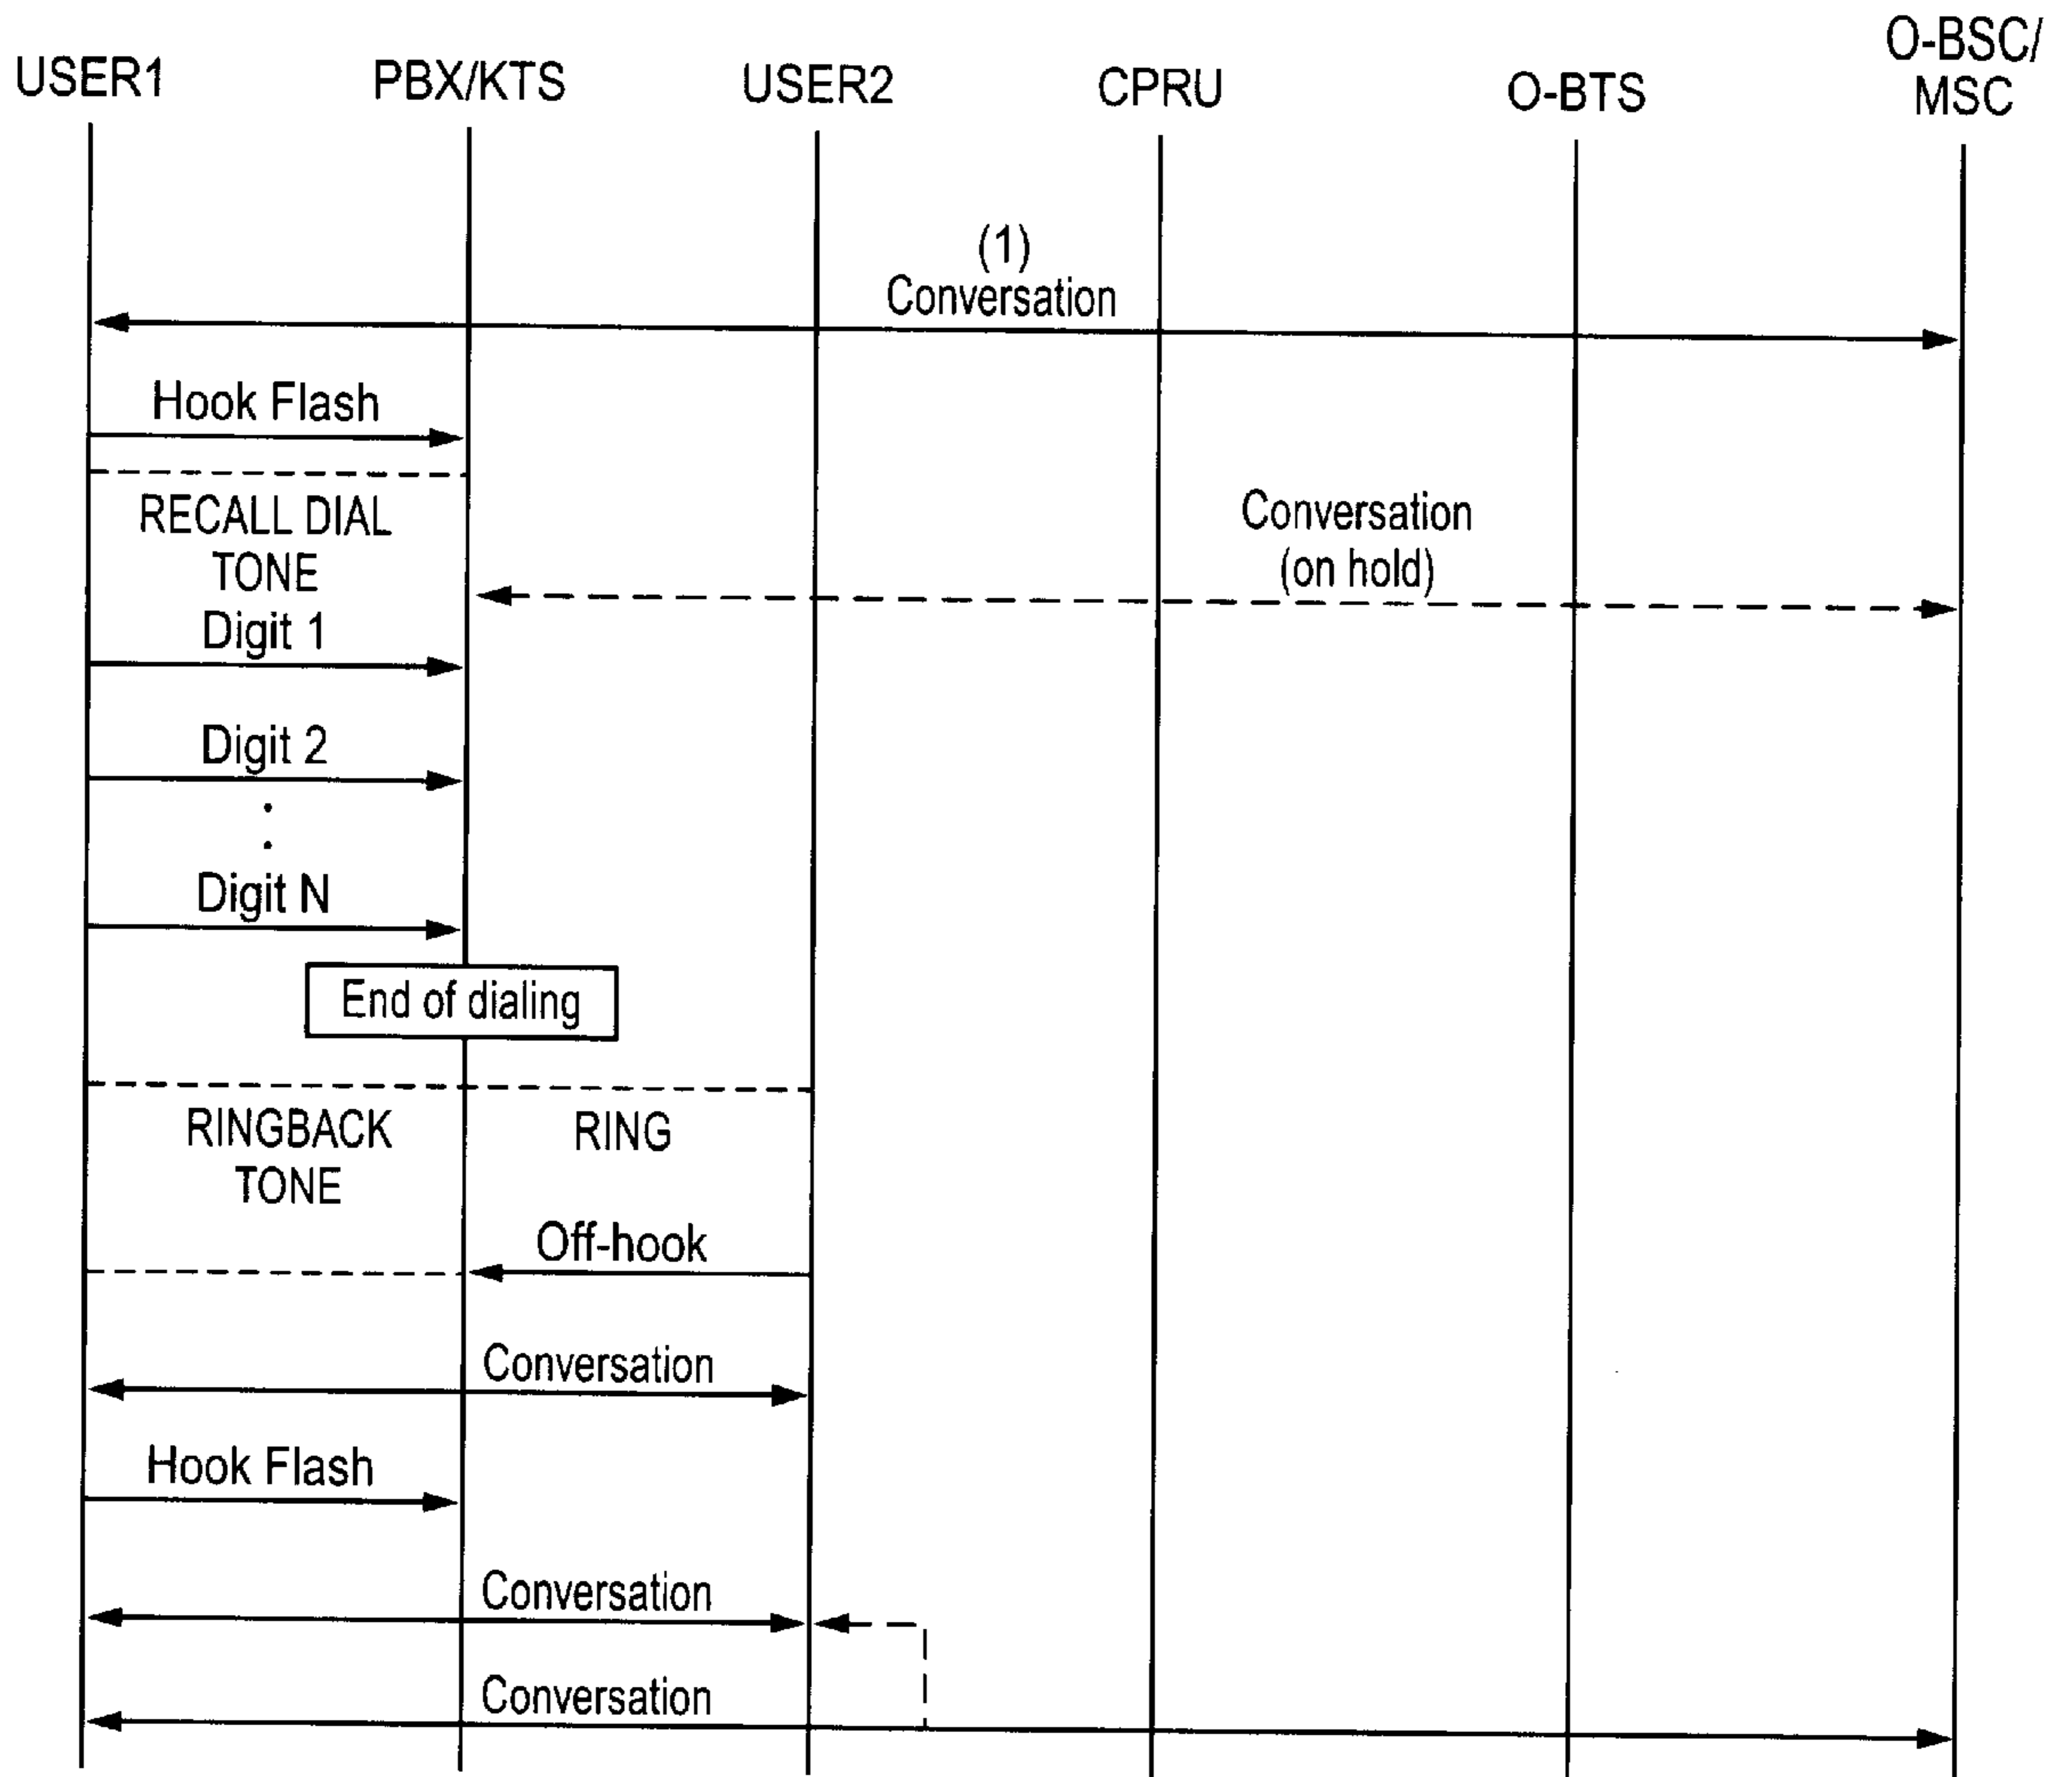 USER1
PBX/KTS
USER2
CPRU
O-BTS
O-BSC/
MSC
(1)
Conversation
Hook Flash
RECALL DIAL
TONE
Conversation
(on hold)
Digit 1
Digit 2
Digit N
End of dialing
RINGBACK
TONE
RING
Off-hook
Conversation
Hook Flash
Conversation
Conversation